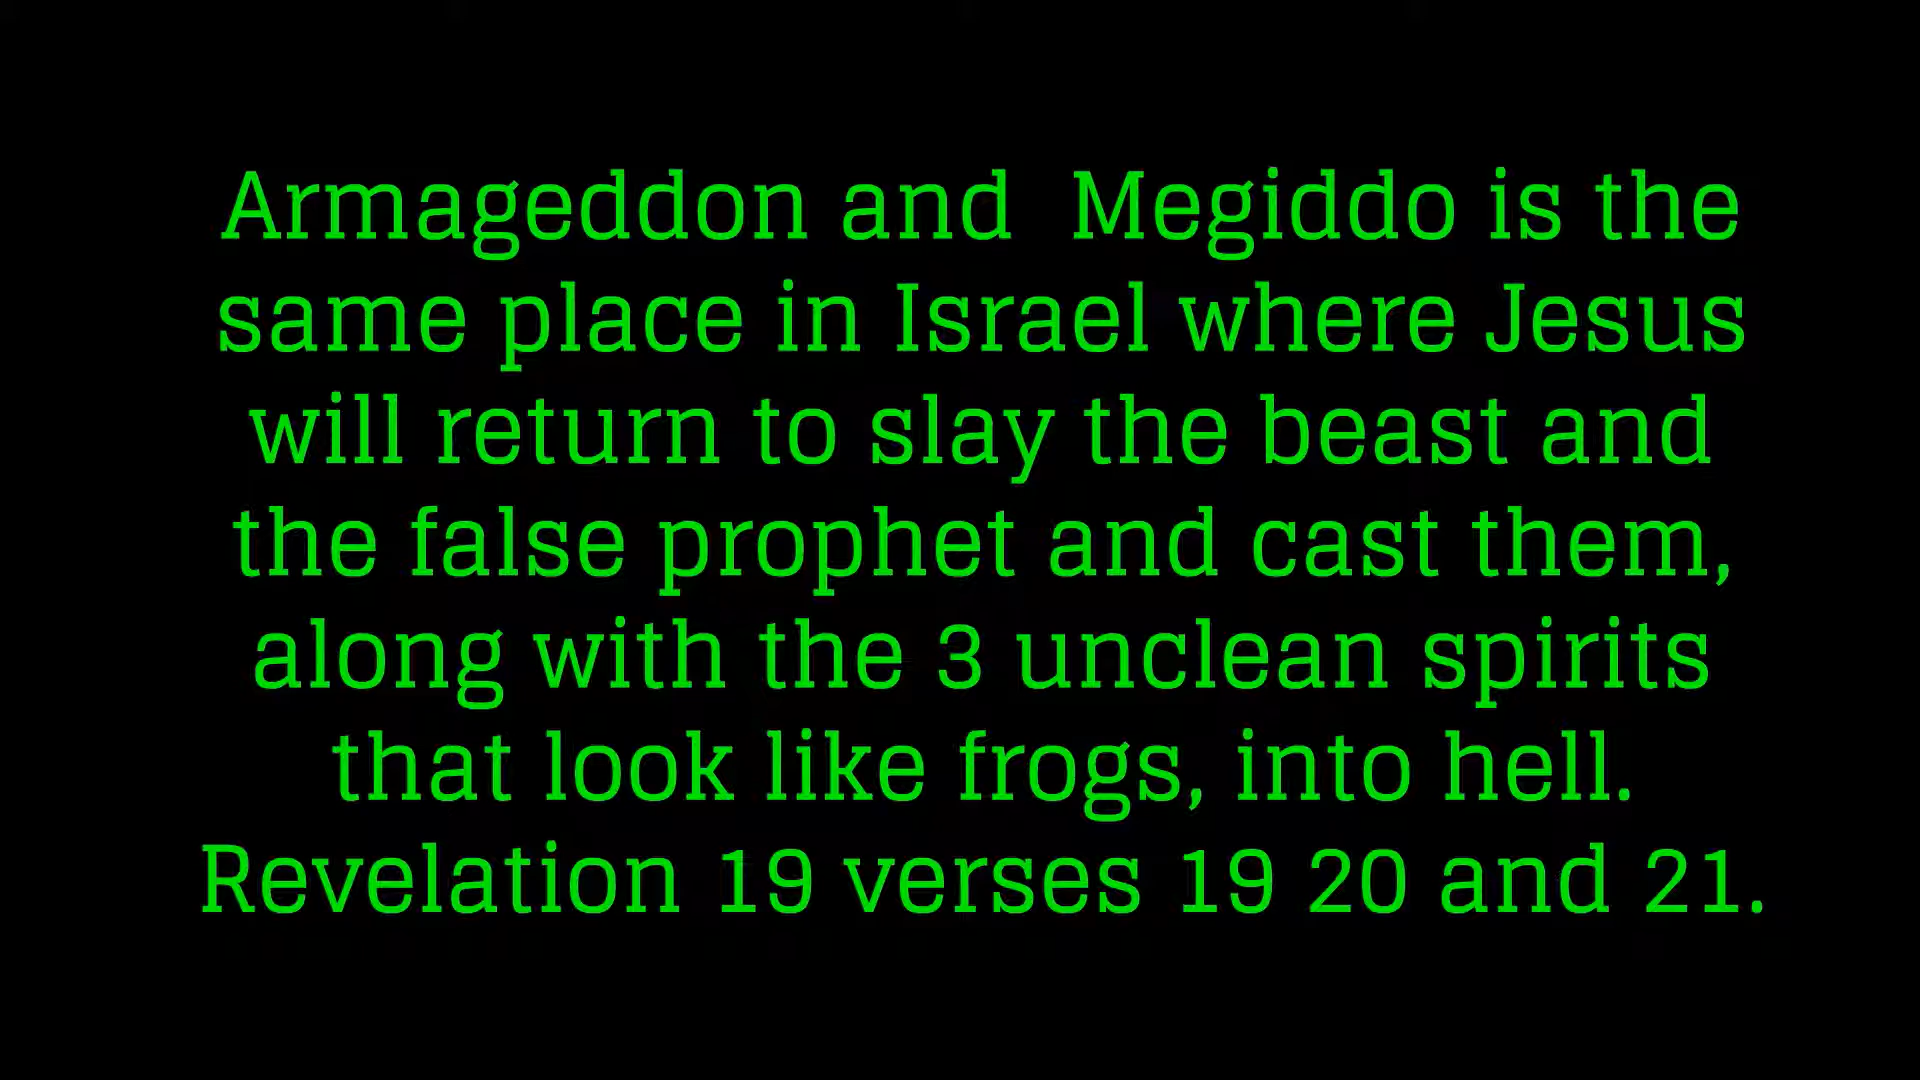 Armageddon and  Megiddo is the
same place in Israel where Jesus
will return to slay the beast and
the false prophet and cast them,
along with the 3 unclean spirits
that look like frogs, into hell.
Revelation 19 verses 19 20 and 21.